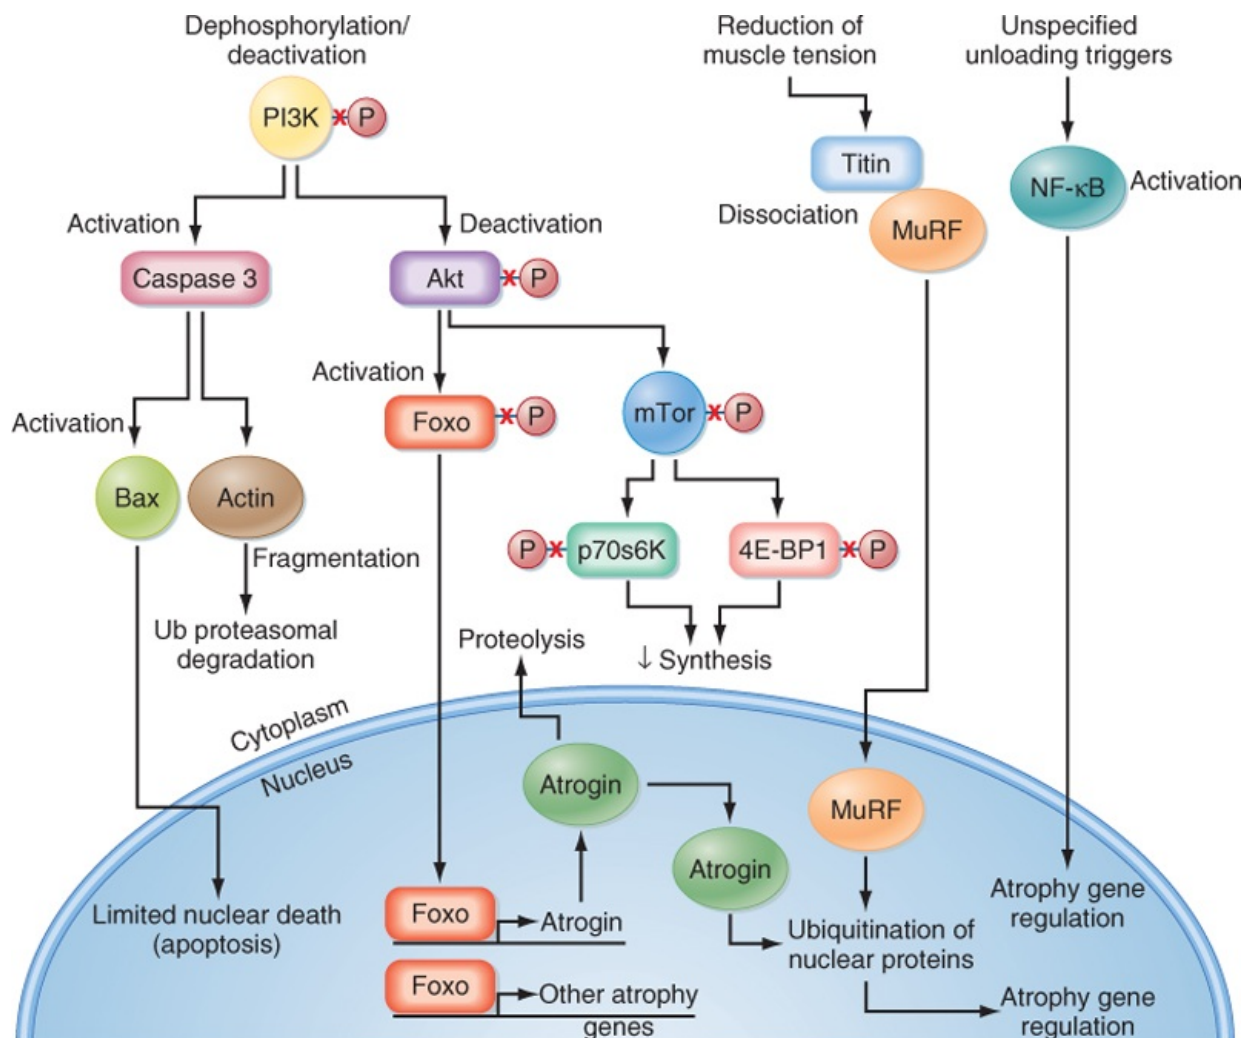 Dephosphorylation/
deactivation
Reduction of
muscle tension
Unspecified
unloading triggers
PI3K
x
P
Titin
NF-κB
Activation
Dissociation
MuRF
Activation
Deactivation
Caspase 3
Akt
x
P
Activation
Foxo
x
P
mTor
x
P
Activation
Bax
Actin
P
x
p70s6K
4E-BP1
x
P
Fragmentation
Ub proteasomal
degradation
Proteolysis
↓ Synthesis
Cytoplasm
Nucleus
Atrogin
MuRF
Atrogin
Limited nuclear death
(apoptosis)
Foxo
Atrogin
Ubiquitination of
nuclear proteins
Atrophy gene
regulation
Foxo
Other atrophy
genes
Atrophy gene
regulation